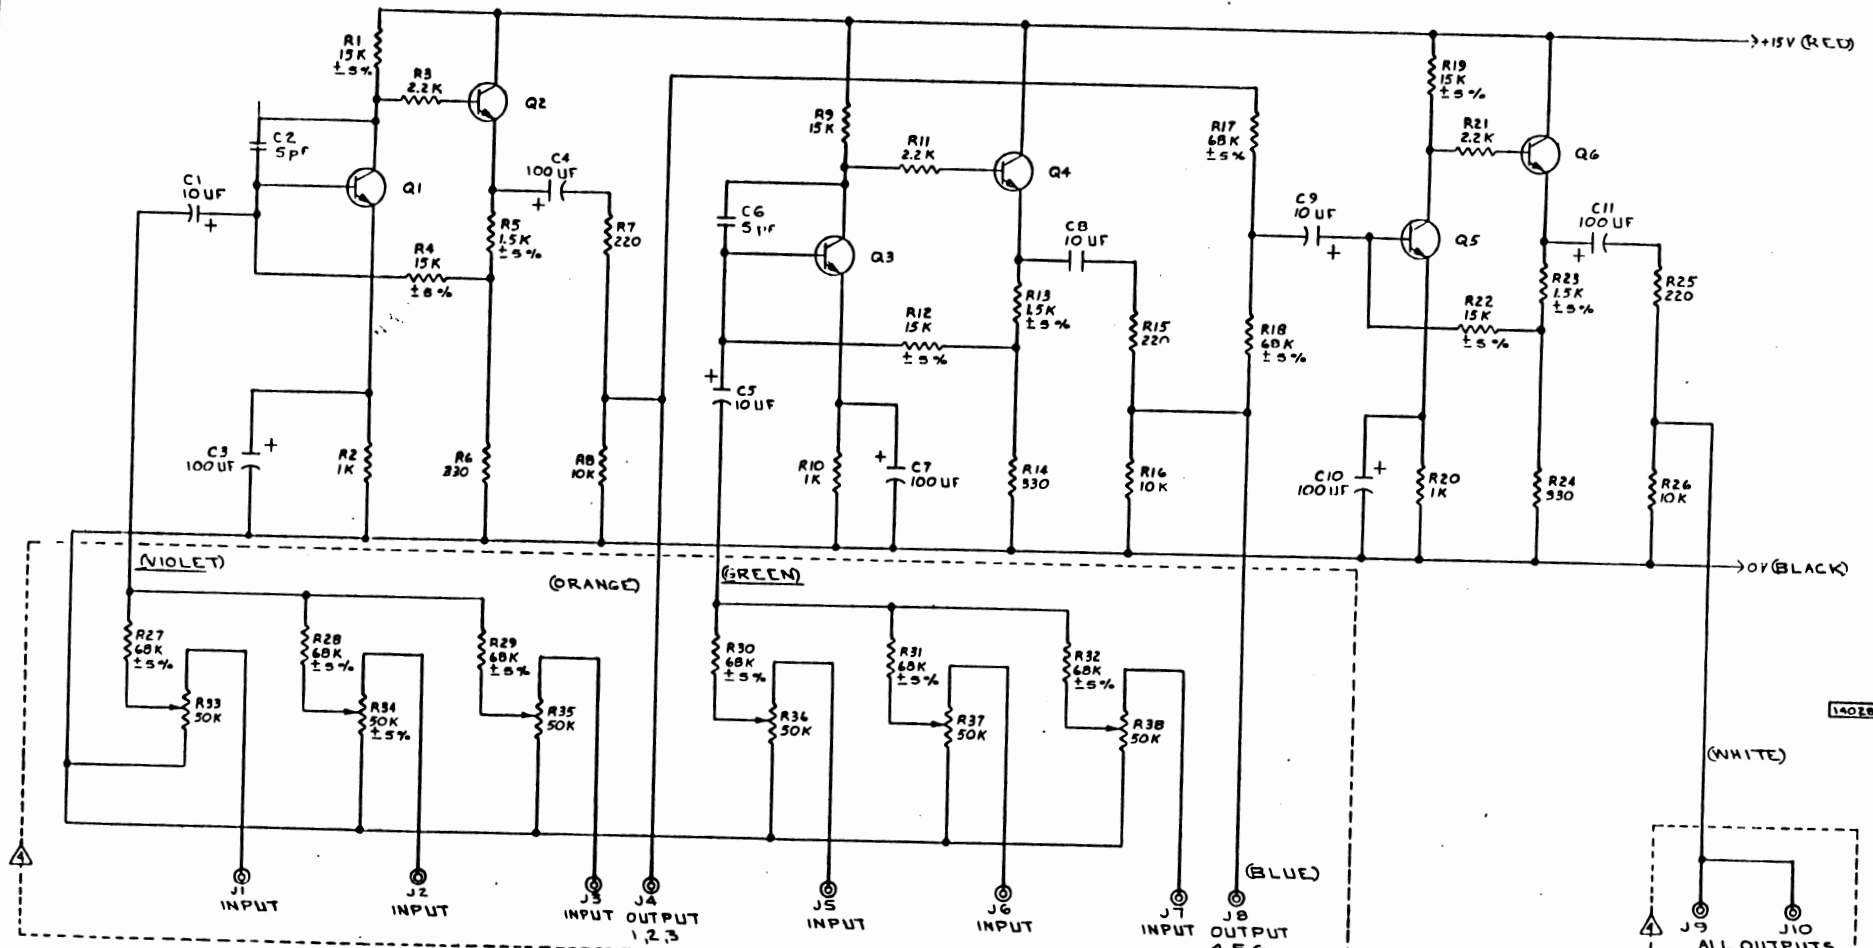 R1
15K
±5%
R3
2.2K
Q2
C2
5pF
C1
10UF
+
Q1
C4
100UF
+
R5
1.5K
±5%
R7
220
R4
15K
±5%
C3
100UF
+
R2
1K
R6
330
R8
10K
R9
15K
R11
2.2K
Q4
C6
5pF
Q3
C8
10UF
R13
1.5K
±5%
R12
15K
±5%
R15
220
+
C5
10UF
R10
1K
+
C7
100UF
R14
330
R16
10K
R17
68K
±5%
R18
68K
±5%
R19
15K
±5%
R21
2.2K
Q6
C9
10UF
+
Q5
C11
100UF
+
R23
1.5K
±5%
R25
220
R22
15K
±5%
C10
100UF
+
R20
1K
R24
330
R26
10K
+15V (RED)
0V (BLACK)
(VIOLET)
(ORANGE)
(GREEN)
R27
68K
±5%
R28
68K
±5%
R29
68K
±5%
R30
68K
±5%
R31
68K
±5%
R32
68K
±5%
R33
50K
R34
50K
±5%
R35
50K
R36
50K
R37
50K
R38
50K
14028
(WHITE)
(BLUE)
4
J1
INPUT
J2
INPUT
J3
INPUT
J4
OUTPUT
1,2,3
J5
INPUT
J6
INPUT
J7
INPUT
J8
OUTPUT
4,5,6
4
J9
J10
ALL OUTPUTS